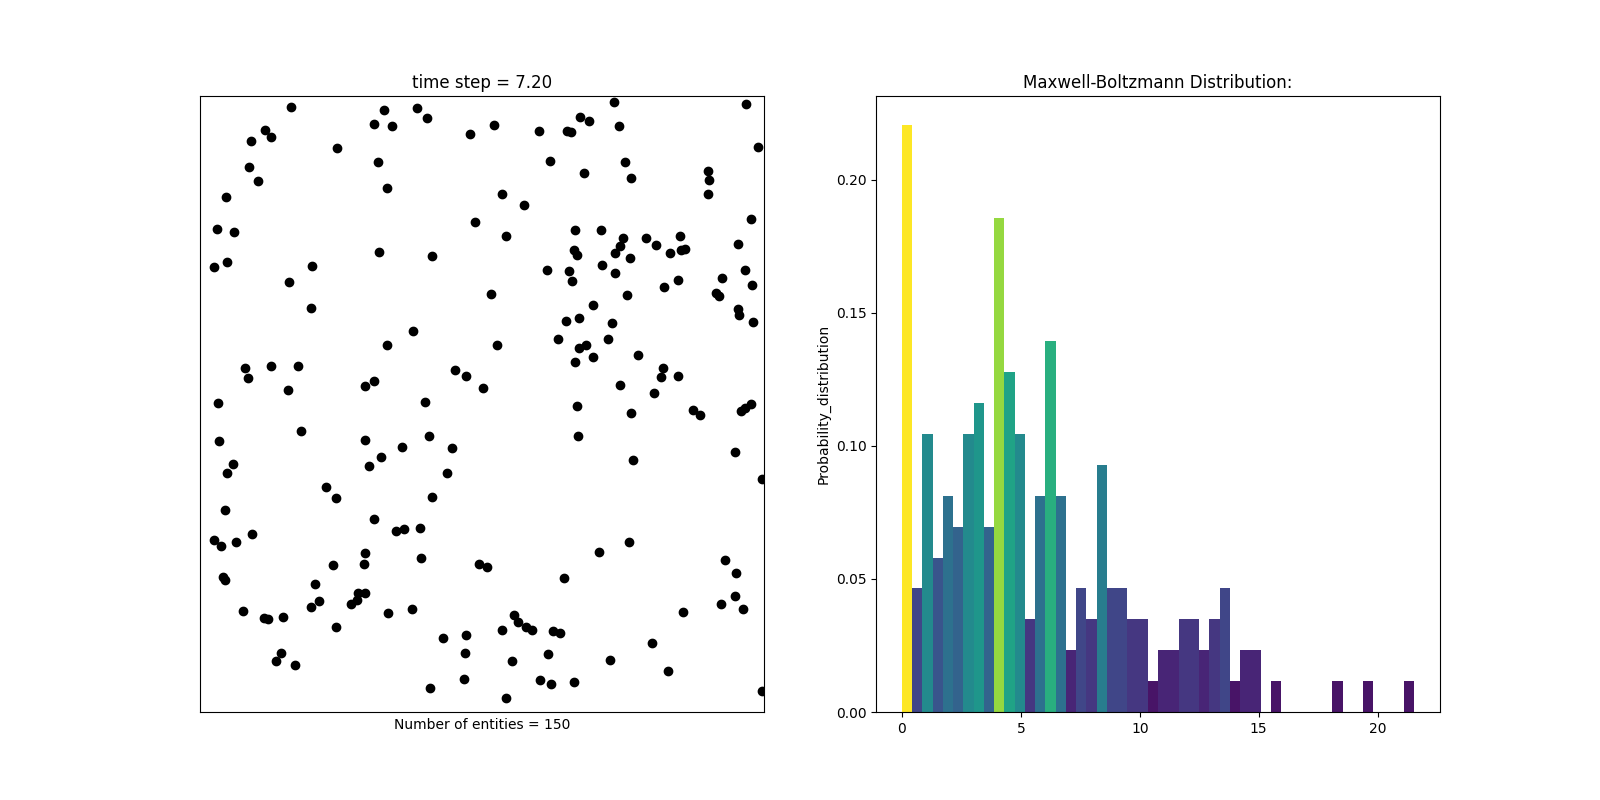 time step = 7.20
Number of entities = 150
Maxwell-Boltzmann Distribution:
Probability_distribution
0.20
0.15
0.10
0.05
0.00
0 5 10 15 20